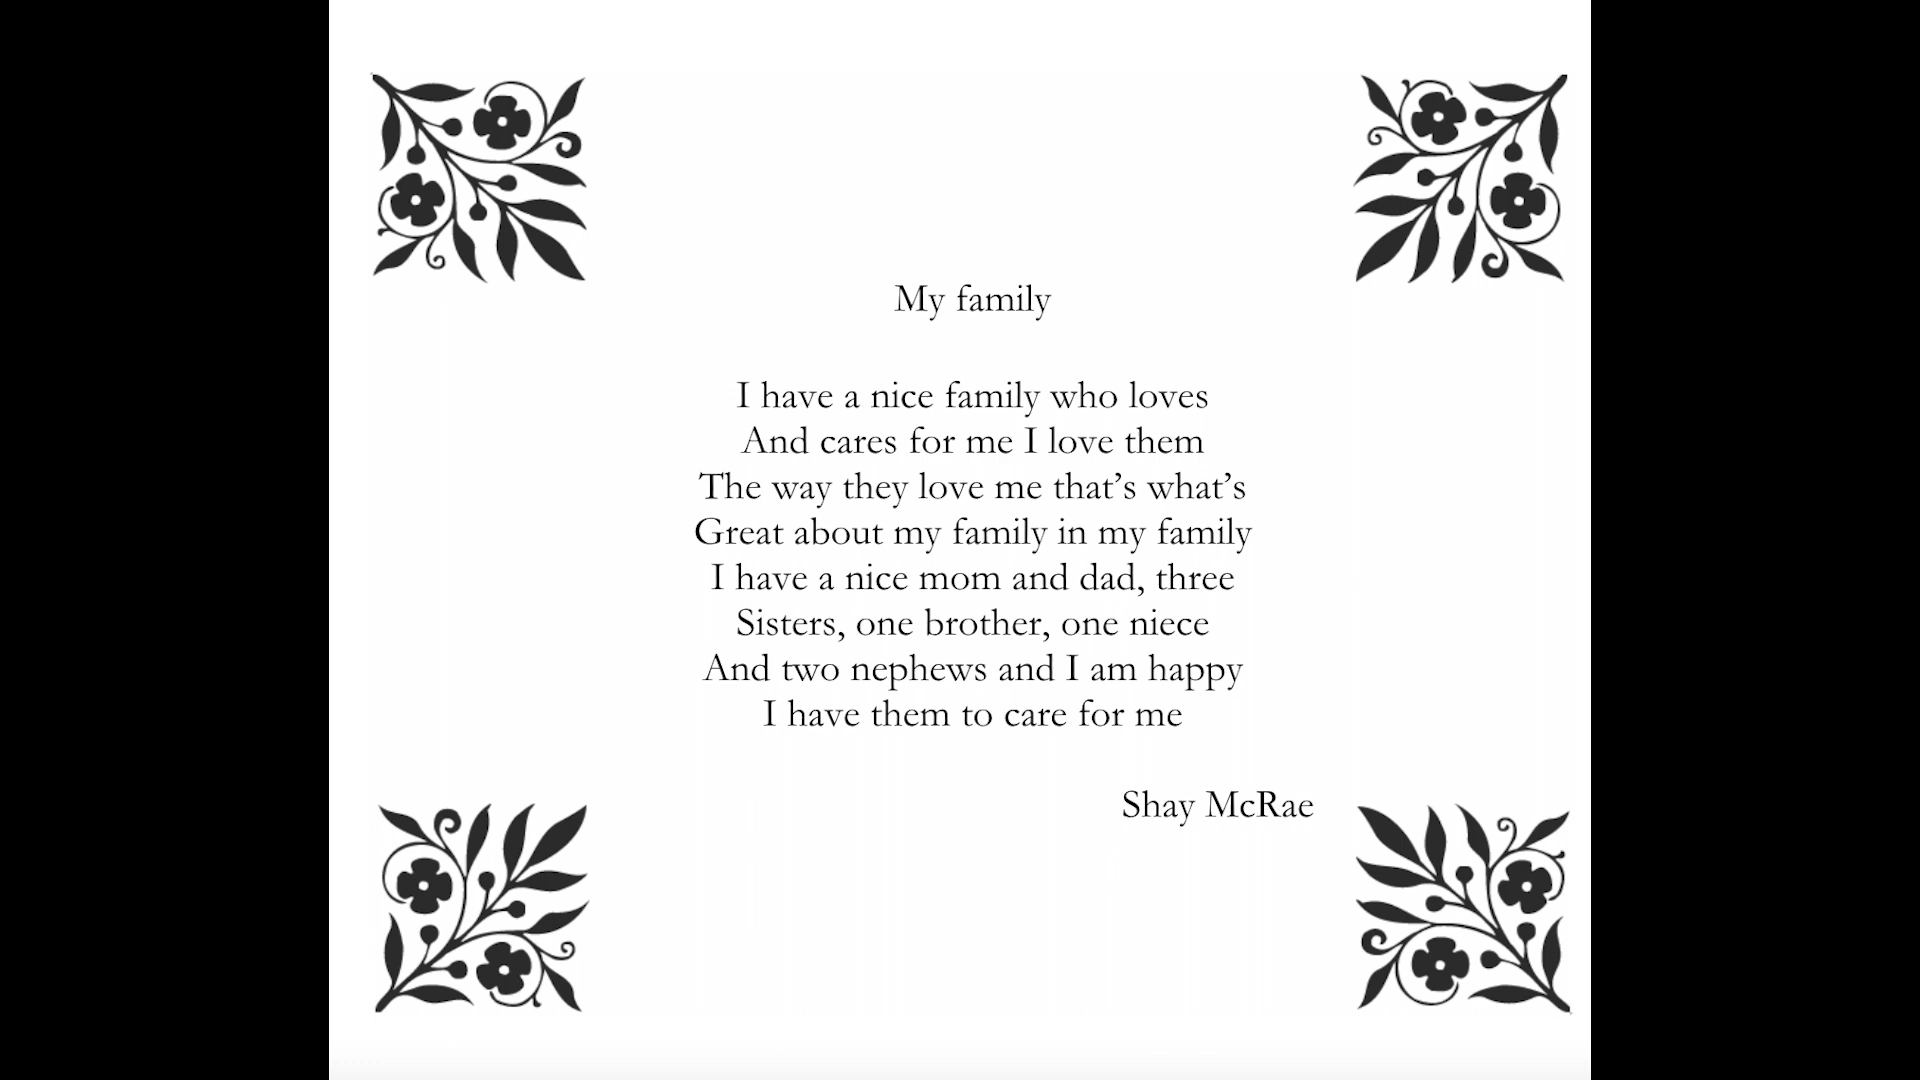 My family
I have a nice family who loves
And cares for me I love them
The way they love me that’s what’s
Great about my family in my family
I have a nice mom and dad, three
Sisters, one brother, one niece
And two nephews and I am happy
I have them to care for me
Shay McRae